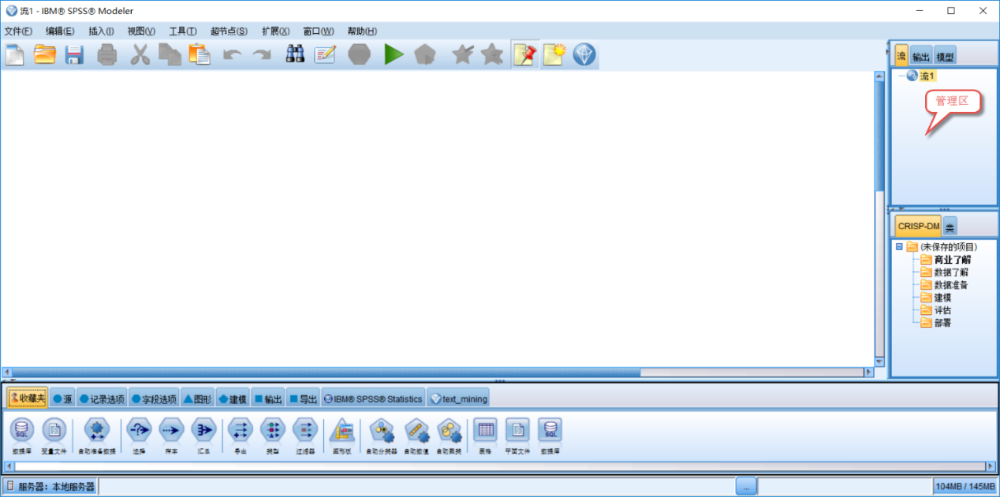 流1 - IBM® SPSS® Modeler
文件(F) 编辑(E) 插入(I) 视图(V) 工具(T) 超节点(S) 扩展(X) 窗口(W) 帮助(H)
流 输出 模型
流1
管理区
CRISP-DM 类
(未保存的项目)
商业了解
数据了解
数据准备
建模
评估
部署
收藏夹 源 记录选项 字段选项 图形 建模 输出 导出 IBM® SPSS® Statistics text_mining
SQL SQL
数据库 变量文件 自动准备数据 选择 样本 汇总 导出 类型 过滤器 图形板 自动分类器 自动数值 自动聚类 表格 平面文件 数据库
服务器: 本地服务器 ... 104MB / 145MB